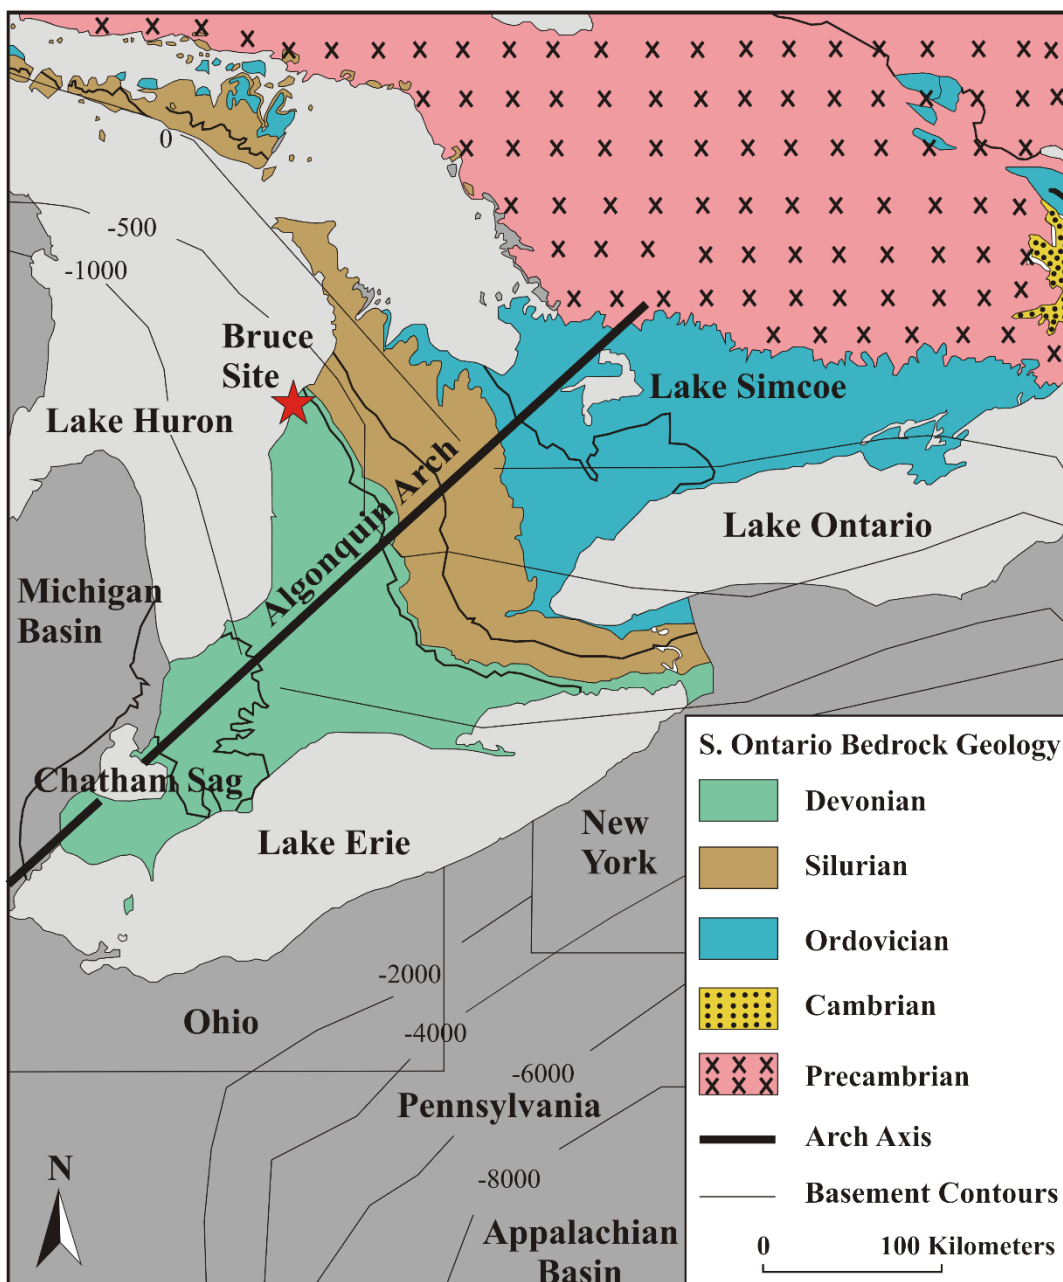 0
-500
-1000
Bruce
Site
Lake Simcoe
Lake Huron
Algonquin Arch
Lake Ontario
Michigan
Basin
Chatham Sag
Lake Erie
New
York
-2000
Ohio
-4000
-6000
Pennsylvania
-8000
Appalachian
Basin
N
S. Ontario Bedrock Geology
Devonian
Silurian
Ordovician
Cambrian
Precambrian
Arch Axis
Basement Contours
0 100 Kilometers